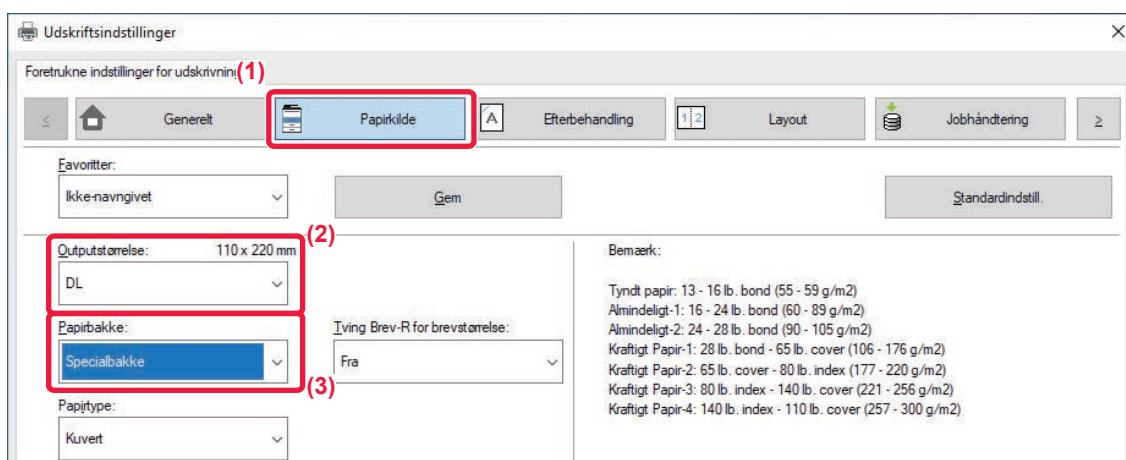 Udskriftsindstillinger
Foretrukne indstillinger for udskrivning
(1)
≤ Generelt Papirkilde A Efterbehandling 1 2 Layout Jobhåndtering ≥
Favoritter:
Ikke-navngivet Gem Standardindstill.
(2)
Outputstørrelse: 110 x 220 mm
DL
(3)
Papirbakke: Tving Brev-R for brevstørrelse:
Specialbakke Fra
Papirtype:
Kuvert
Bemærk:
Tyndt papir: 13 - 16 lb. bond (55 - 59 g/m2)
Almindeligt-1: 16 - 24 lb. bond (60 - 89 g/m2)
Almindeligt-2: 24 - 28 lb. bond (90 - 105 g/m2)
Kraftigt Papir-1: 28 lb. bond - 65 lb. cover (106 - 176 g/m2)
Kraftigt Papir-2: 65 lb. cover - 80 lb. index (177 - 220 g/m2)
Kraftigt Papir-3: 80 lb. index - 140 lb. cover (221 - 256 g/m2)
Kraftigt Papir-4: 140 lb. index - 110 lb. cover (257 - 300 g/m2)